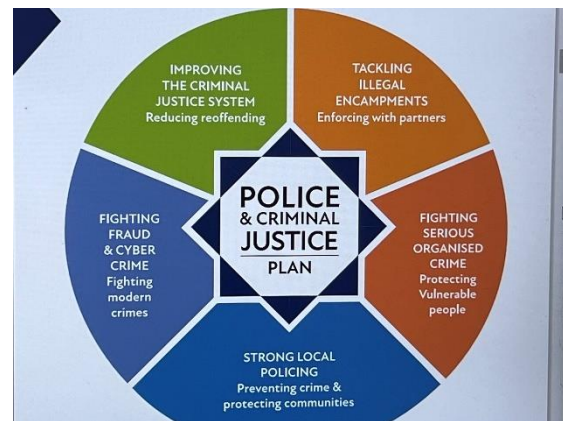 IMPROVING
THE CRIMINAL
JUSTICE SYSTEM
Reducing reoffending
TACKLING
ILLEGAL
ENCAMPMENTS
Enforcing with partners
POLICE
& CRIMINAL
JUSTICE
PLAN
FIGHTING
FRAUD
& CYBER
CRIME
Fighting
modern
crimes
FIGHTING
SERIOUS
ORGANISED
CRIME
Protecting
Vulnerable
people
STRONG LOCAL
POLICING
Preventing crime &
protecting communities